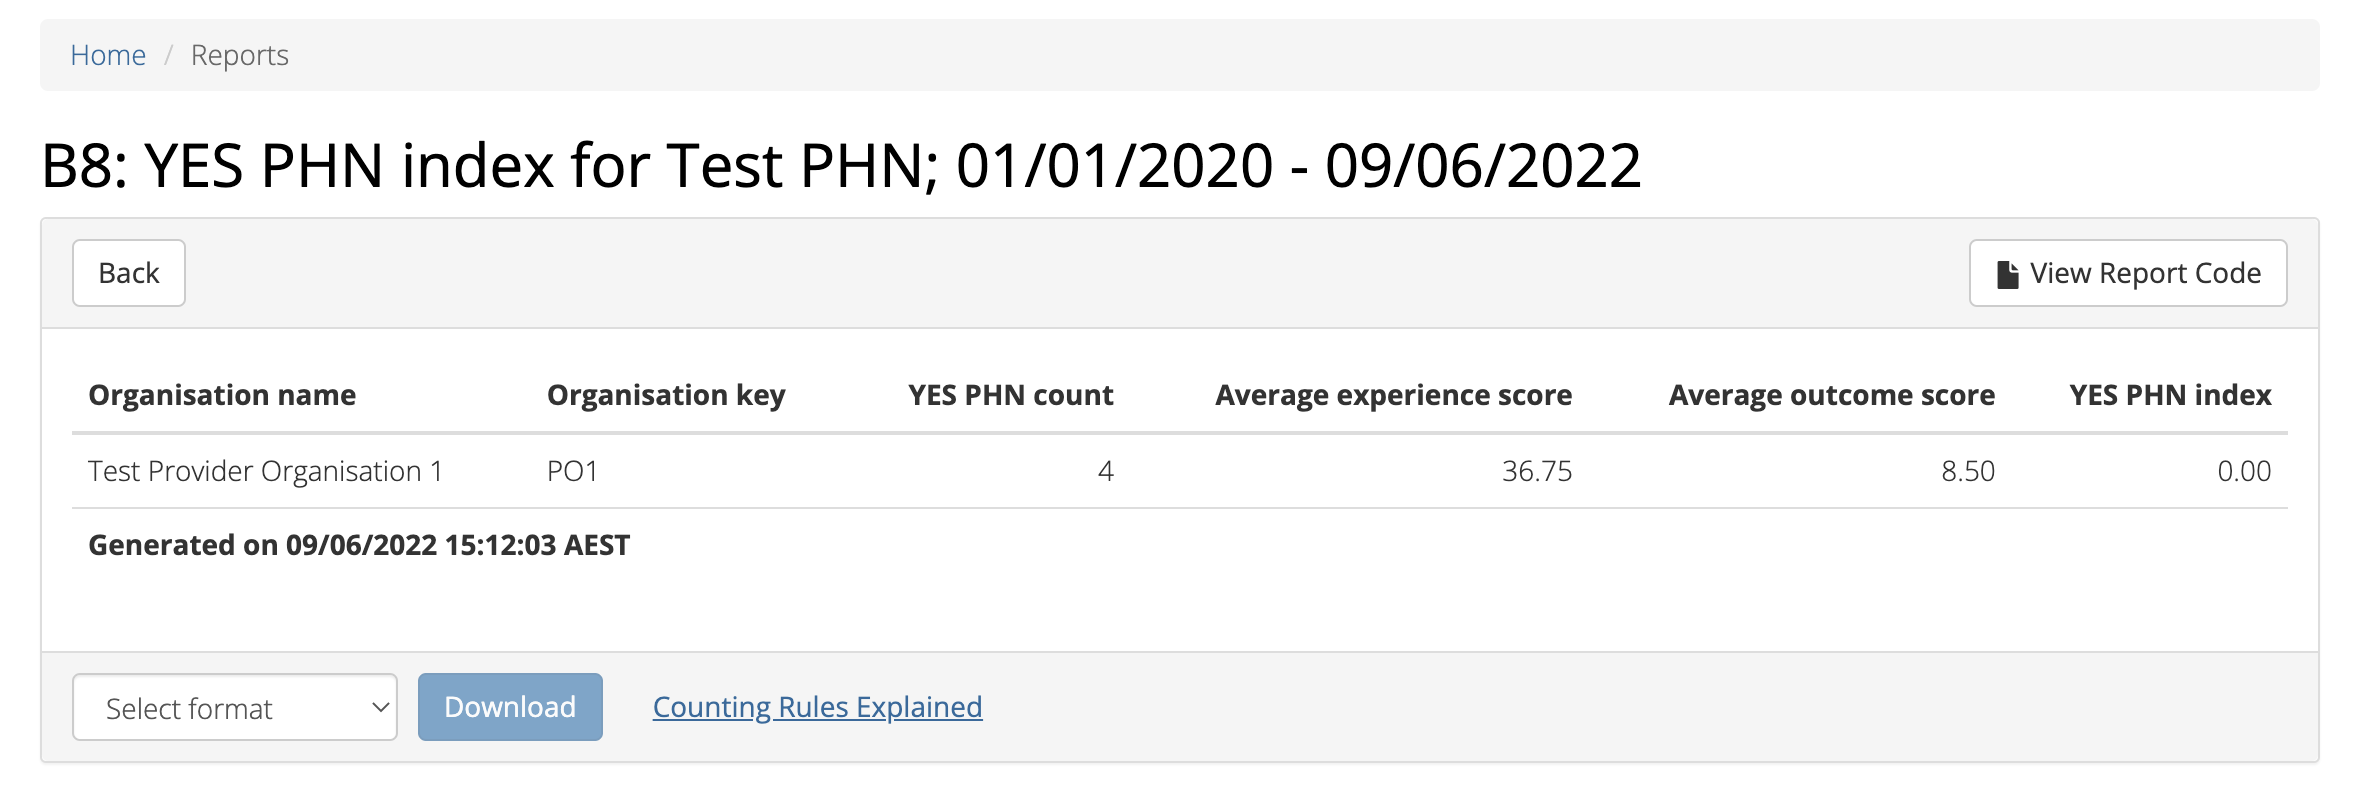 Home / Reports
B8: YES PHN index for Test PHN; 01/01/2020 - 09/06/2022
Back View Report Code
Organisation name Organisation key YES PHN count Average experience score Average outcome score YES PHN index
Test Provider Organisation 1 PO1 4 36.75 8.50 0.00
Generated on 09/06/2022 15:12:03 AEST
Select format Download Counting Rules Explained